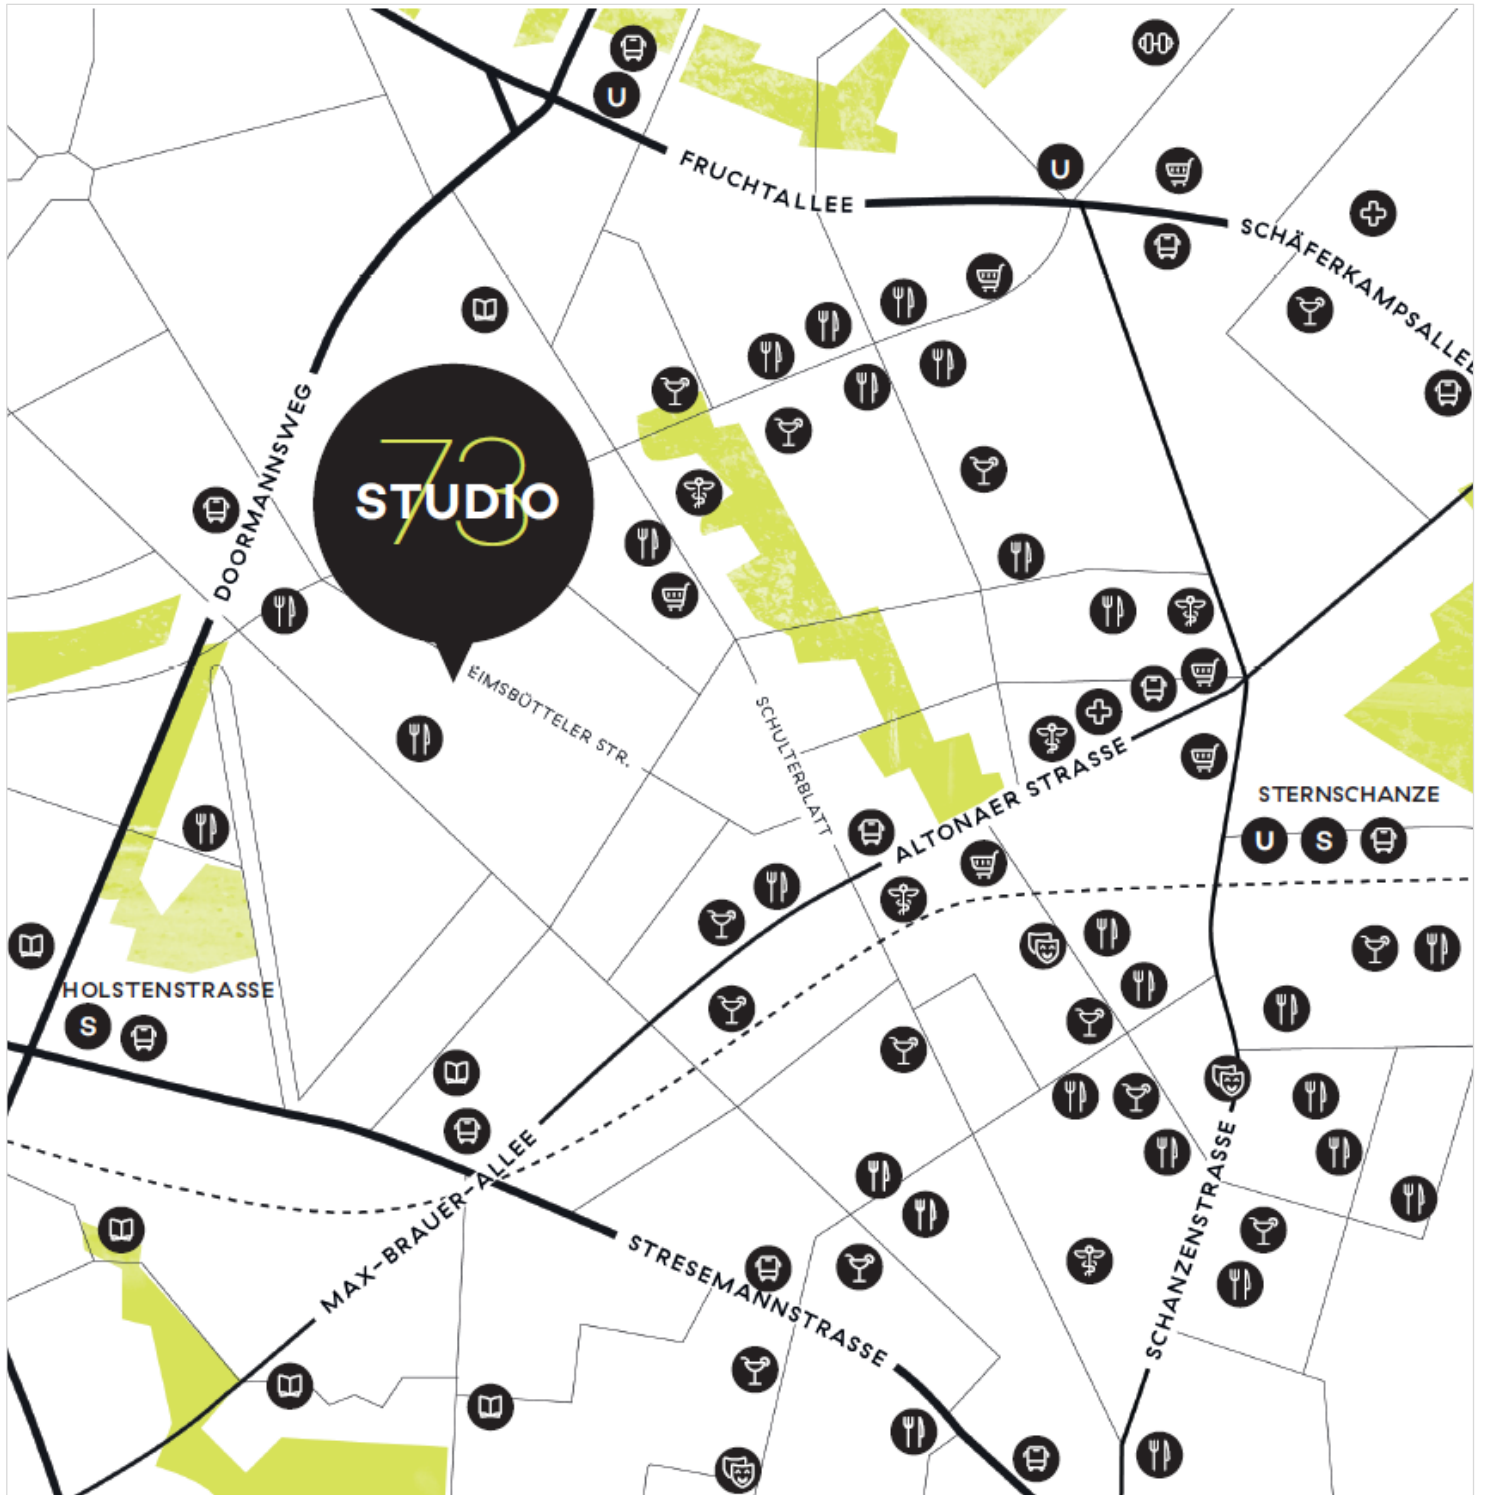 U
FRUCHTALLEE
U
SCHÄFERKAMPSALLEE
DOORMANNSWEG
73
STUDIO
EIMSBÜTTELER STR.
SCHULTERBLATT
ALTONAER STRASSE
STERNSCHANZE
U S
HOLSTENSTRASSE
S
MAX-BRAUER-ALLEE
STRESEMANNSTRASSE
SCHANZENSTRASSE